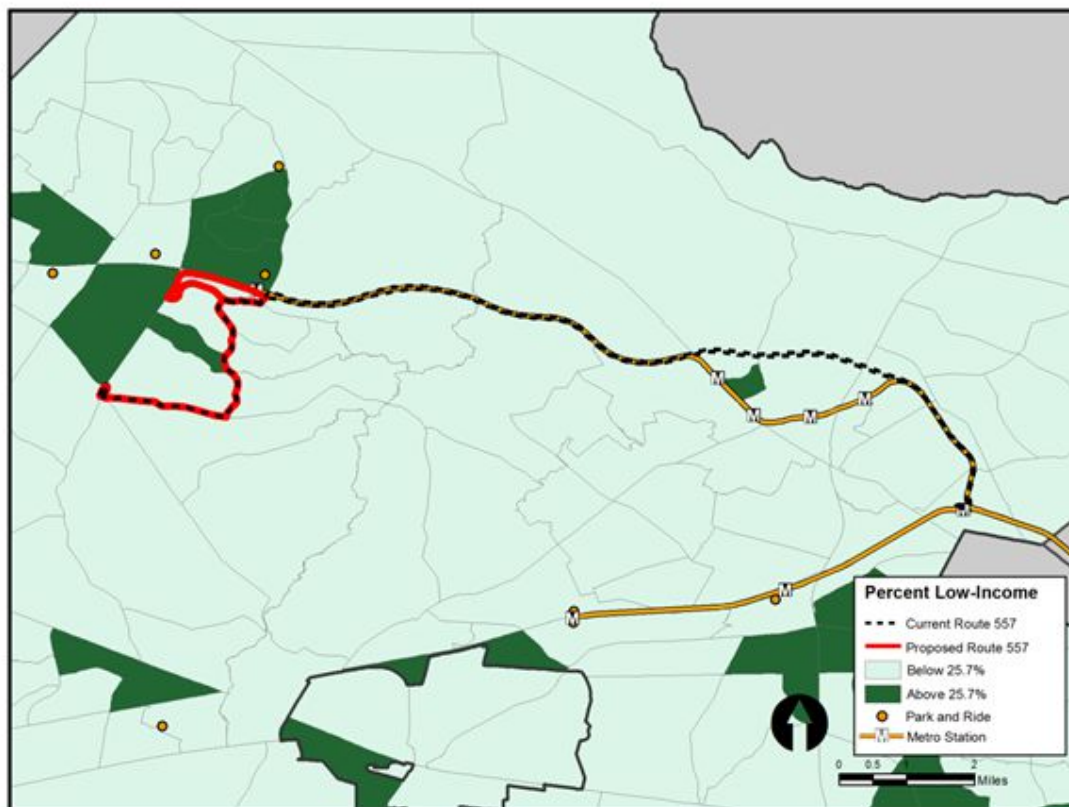 M
M
M
M
M
M
M
M
Percent Low-Income
Current Route 557
Proposed Route 557
Below 25.7%
Above 25.7%
Park and Ride
M Metro Station
0 0.5 1 2
Miles